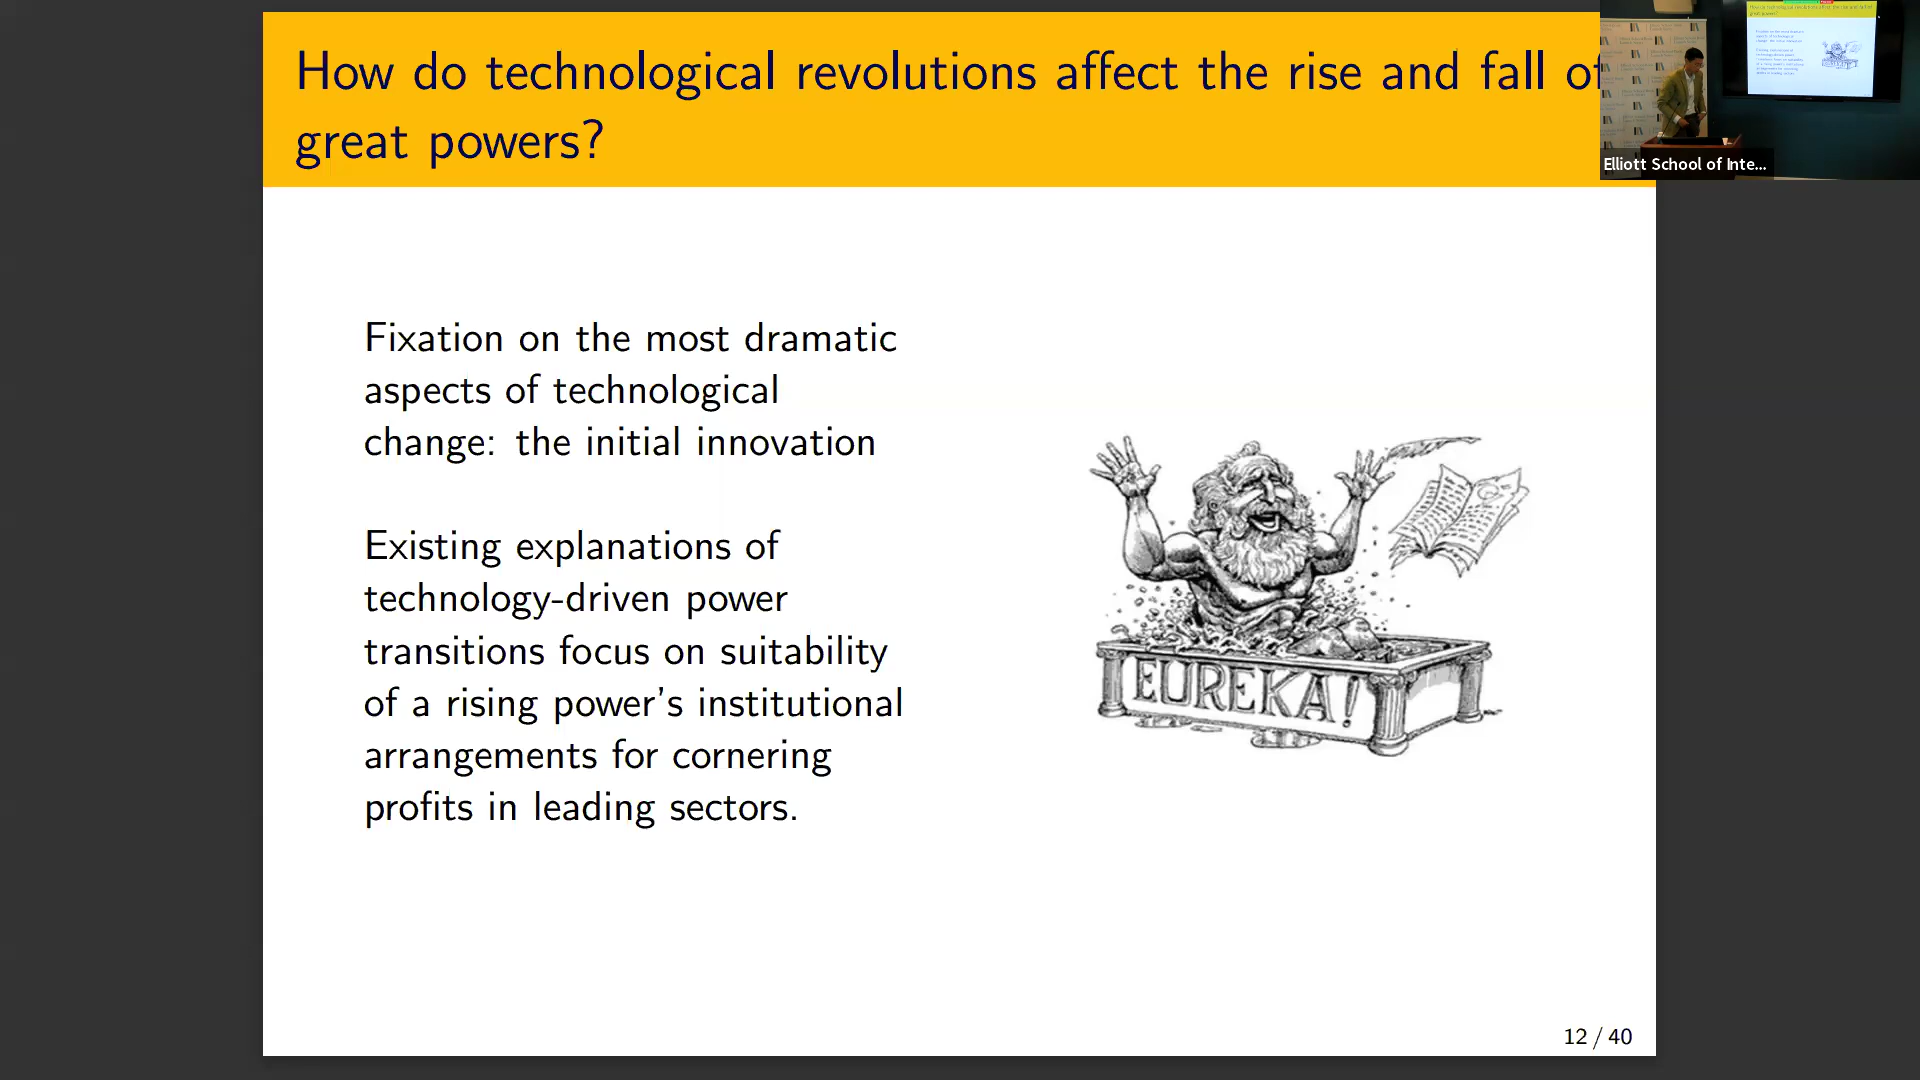 How do technological revolutions affect the rise and fall of
great powers?
Elliott School of Inte...
Fixation on the most dramatic
aspects of technological
change: the initial innovation
Existing explanations of
technology-driven power
transitions focus on suitability
of a rising power's institutional
arrangements for cornering
profits in leading sectors.
EUREKA!
12 / 40